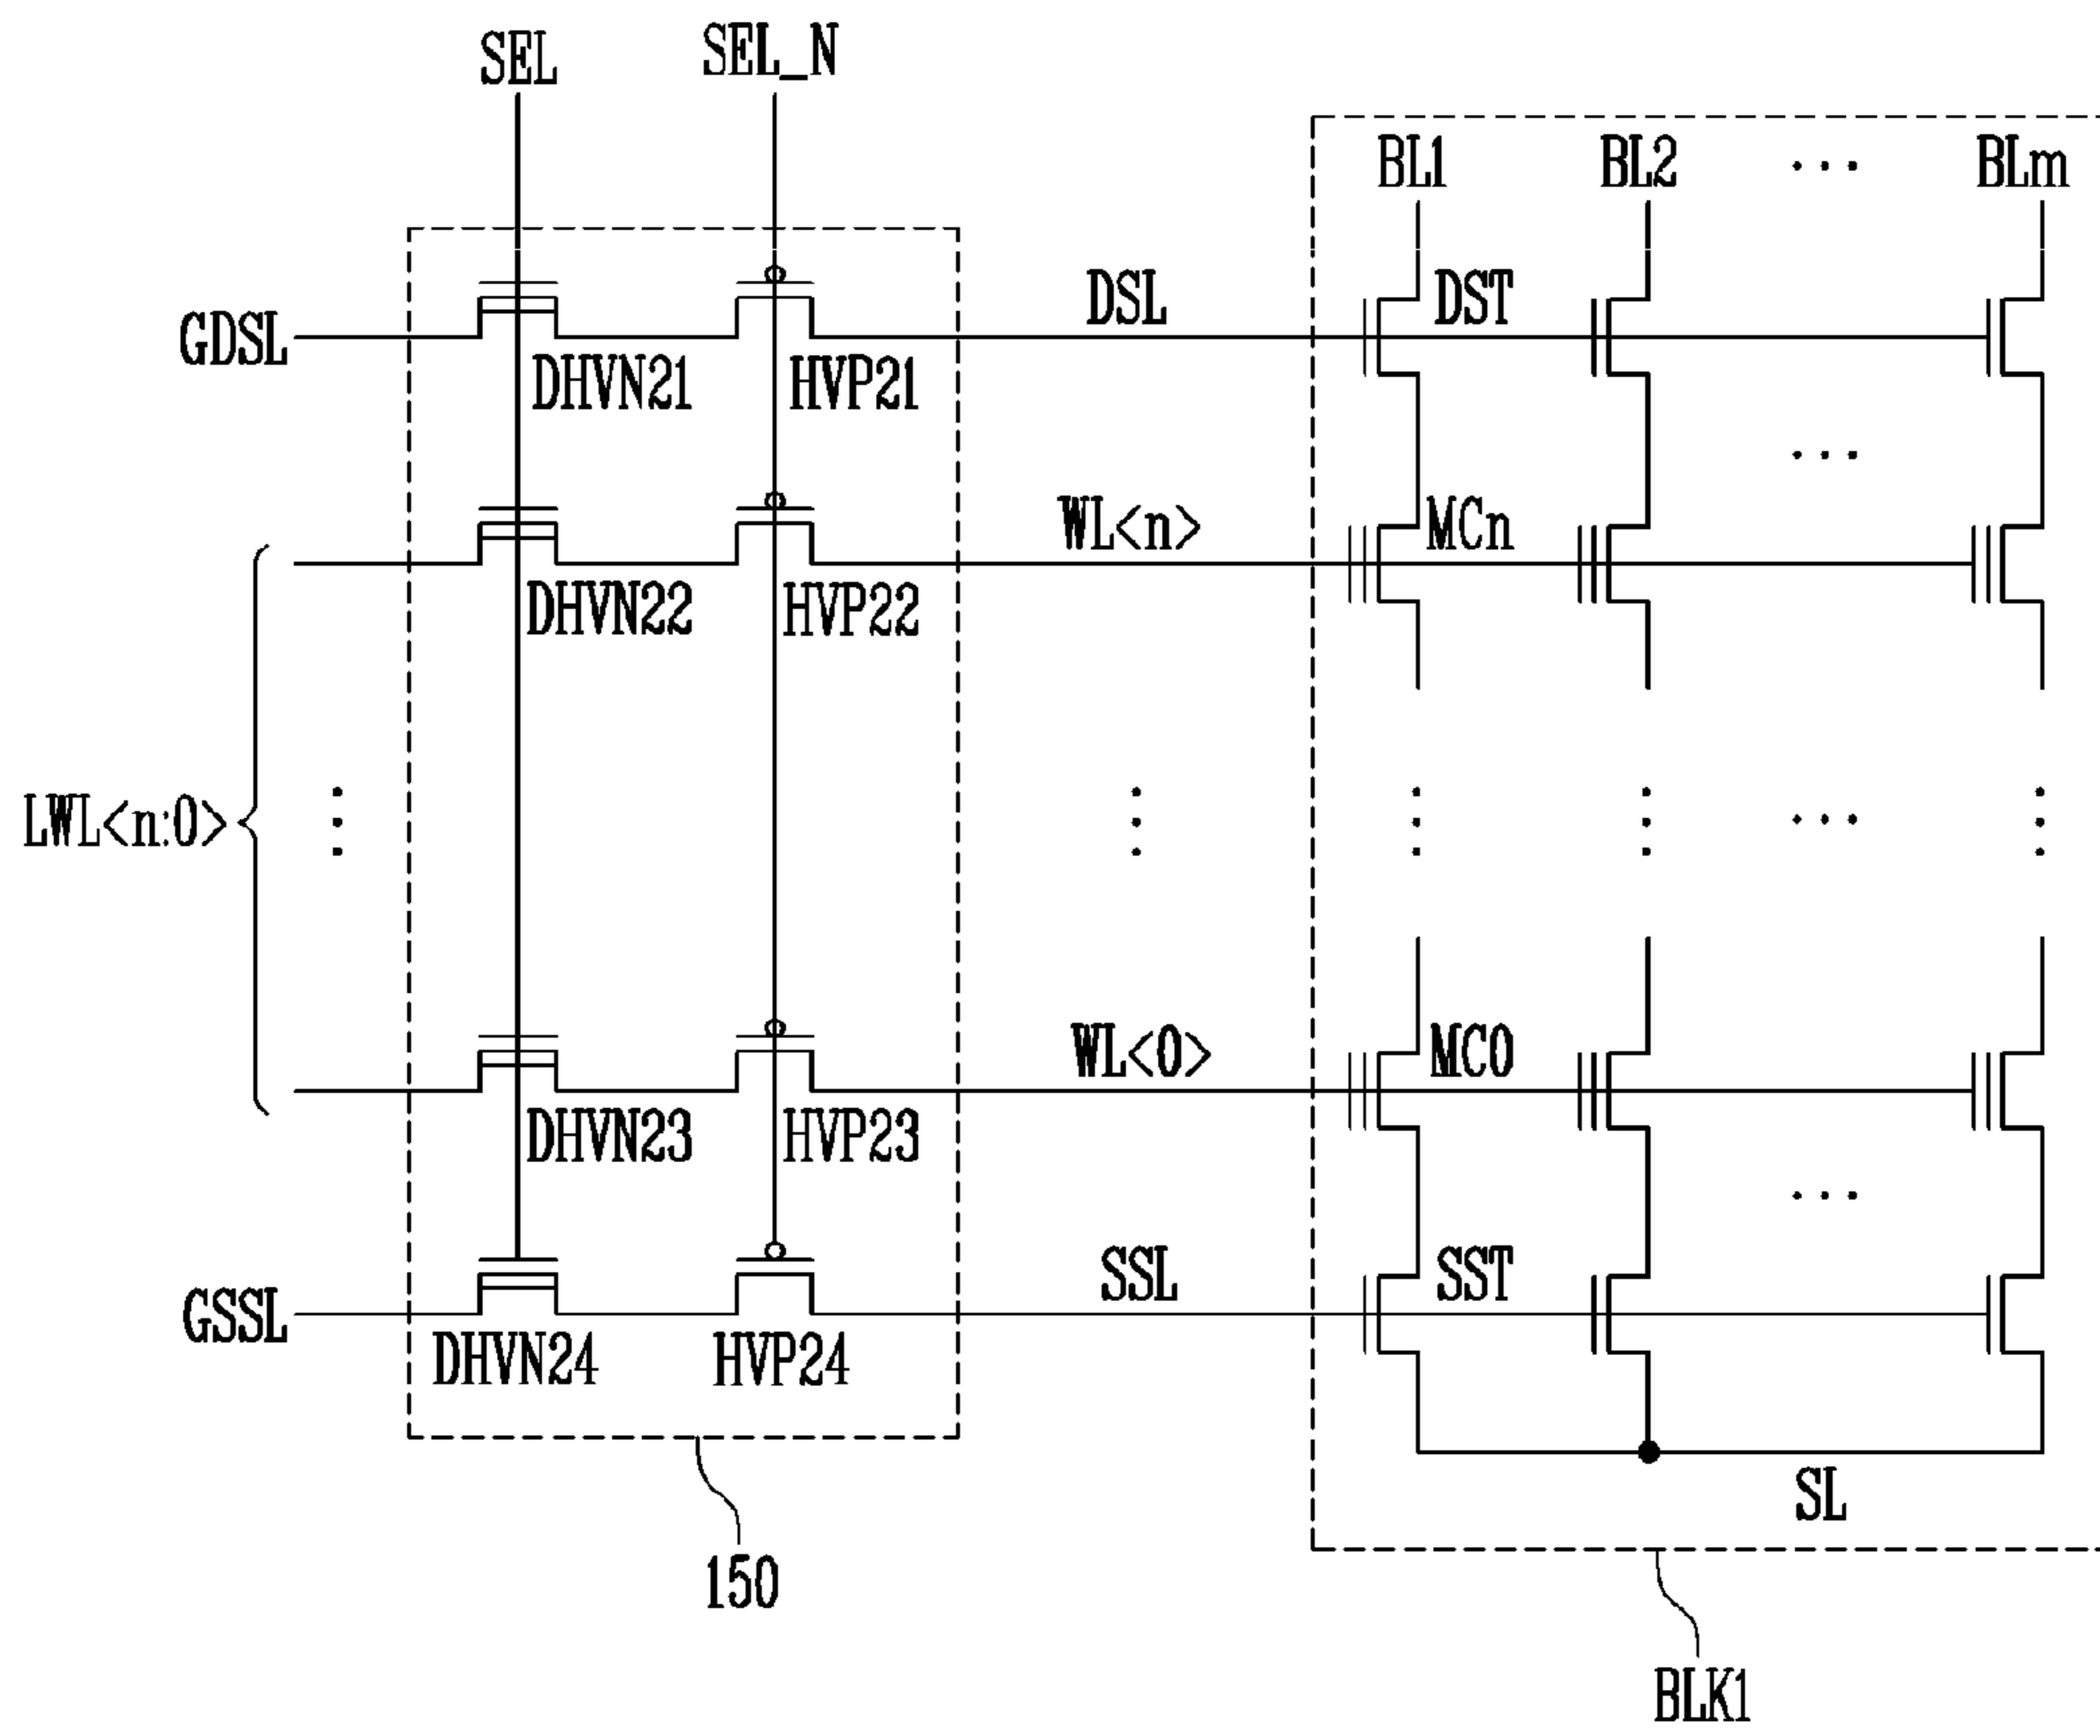 SEL SEL_N
BL1 BL2 ... BLm
GDSL DSL DST
DHVN21 HVP21
...
WL<n> MCn
DHVN22 HVP22
LWL<n:0> ...
WL<0> MC0
DHVN23 HVP23
...
GSSL SSL SST
DHVN24 HVP24
SL
150
BLK1